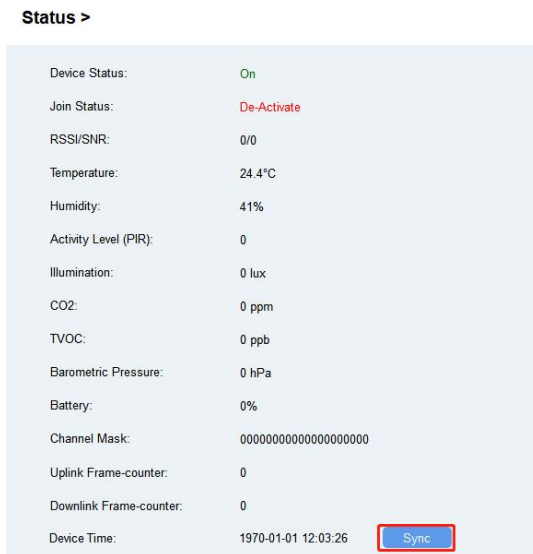 Status >
Device Status: On
Join Status: De-Activate
RSSI/SNR: 0/0
Temperature: 24.4°C
Humidity: 41%
Activity Level (PIR): 0
Illumination: 0 lux
CO2: 0 ppm
TVOC: 0 ppb
Barometric Pressure: 0 hPa
Battery: 0%
Channel Mask: 00000000000000000000
Uplink Frame-counter: 0
Downlink Frame-counter: 0
Device Time: 1970-01-01 12:03:26 Sync